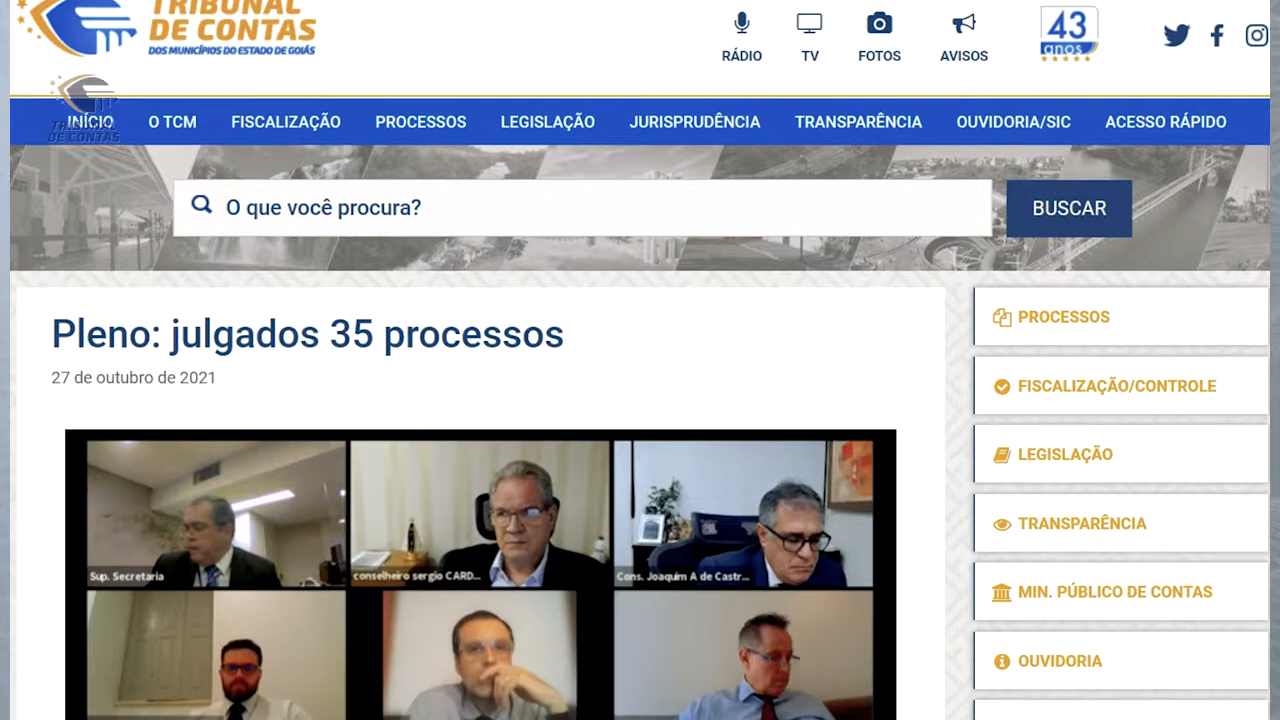 TRIBUNAL
DE CONTAS
DOS MUNICÍPIOS DO ESTADO DE GOIÁS
RÁDIO
TV
FOTOS
AVISOS
43
anos
TRIBUNAL
DE CONTAS
INÍCIO
O TCM
FISCALIZAÇÃO
PROCESSOS
LEGISLAÇÃO
JURISPRUDÊNCIA
TRANSPARÊNCIA
OUVIDORIA/SIC
ACESSO RÁPIDO
O que você procura?
BUSCAR
Pleno: julgados 35 processos
27 de outubro de 2021
Sup. Secretaria
conselheiro sergio CARD...
Cons. Joaquim A de Castr...
PROCESSOS
FISCALIZAÇÃO/CONTROLE
LEGISLAÇÃO
TRANSPARÊNCIA
MIN. PÚBLICO DE CONTAS
OUVIDORIA